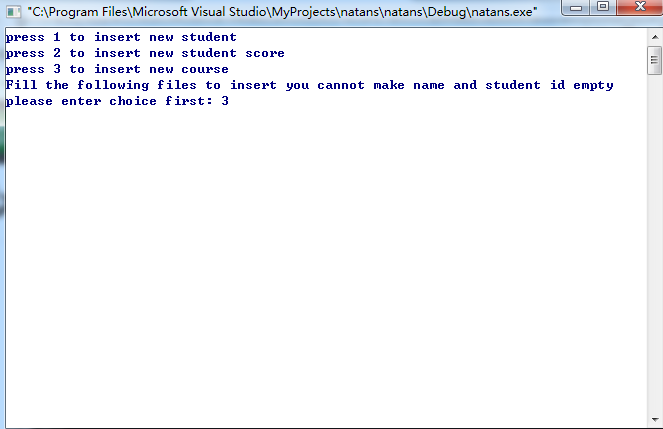 "C:\Program Files\Microsoft Visual Studio\MyProjects\natans\natans\Debug\natans.exe"
press 1 to insert new student
press 2 to insert new student score
press 3 to insert new course
Fill the following files to insert you cannot make name and student id empty
please enter choice first: 3